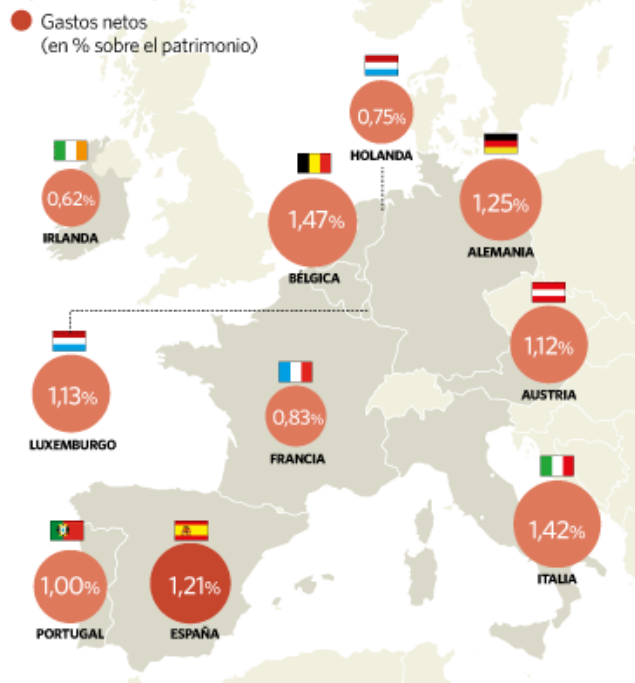 Gastos netos
(en % sobre el patrimonio)
0,75%
HOLANDA
0,62%
IRLANDA
1,47%
BÉLGICA
1,25%
ALEMANIA
1,13%
LUXEMBURGO
0,83%
FRANCIA
1,12%
AUSTRIA
1,42%
ITALIA
1,00%
PORTUGAL
1,21%
ESPAÑA